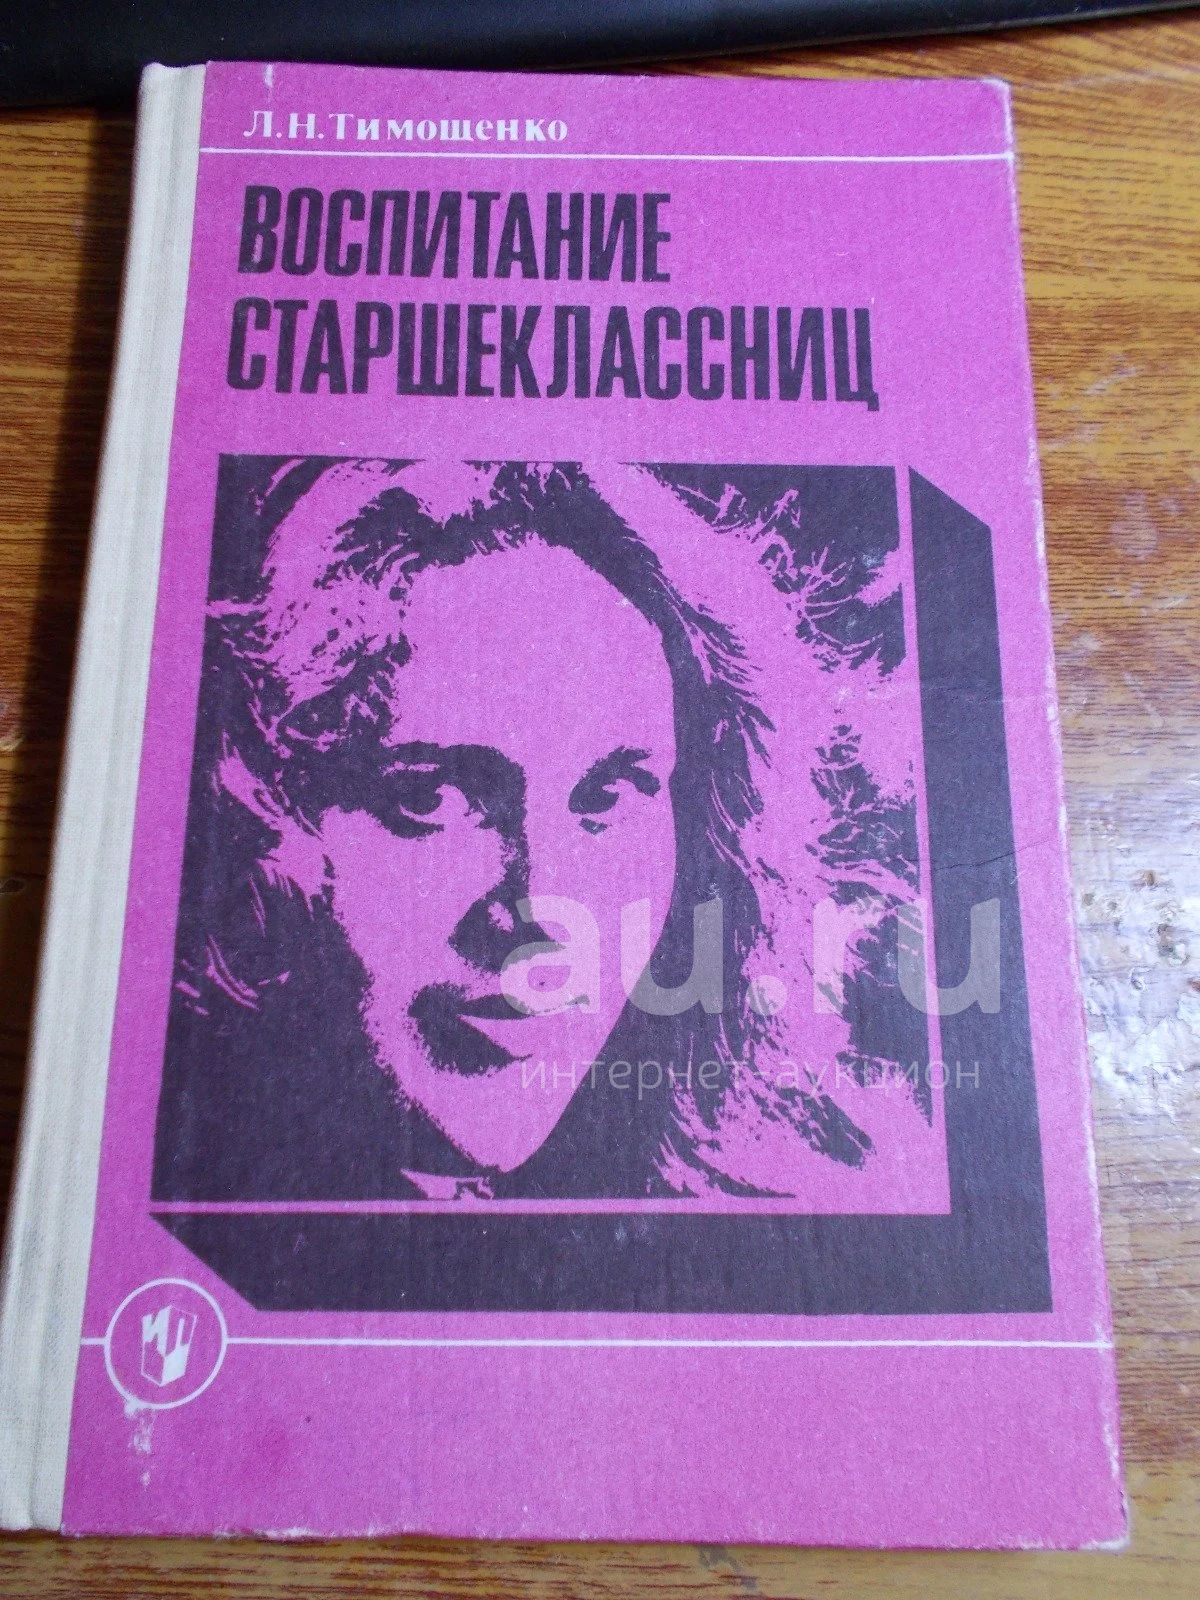 Л.Н.Тимощенко
ВОСПИТАНИЕ
СТАРШЕКЛАССНИЦ
au.ru
интернет-аукцион